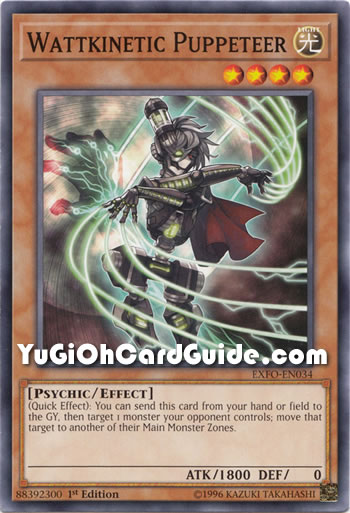 Wattkinetic Puppeteer
LIGHT
光
YuGiOhCardGuide.com
EXFO-EN034
[Psychic/Effect]
(Quick Effect): You can send this card from your hand or field
to the GY, then target 1 monster your opponent controls; move
that target to another of their Main Monster Zones.
ATK/1800 DEF/ 0
88392300 1st Edition ©1996 KAZUKI TAKAHASHI